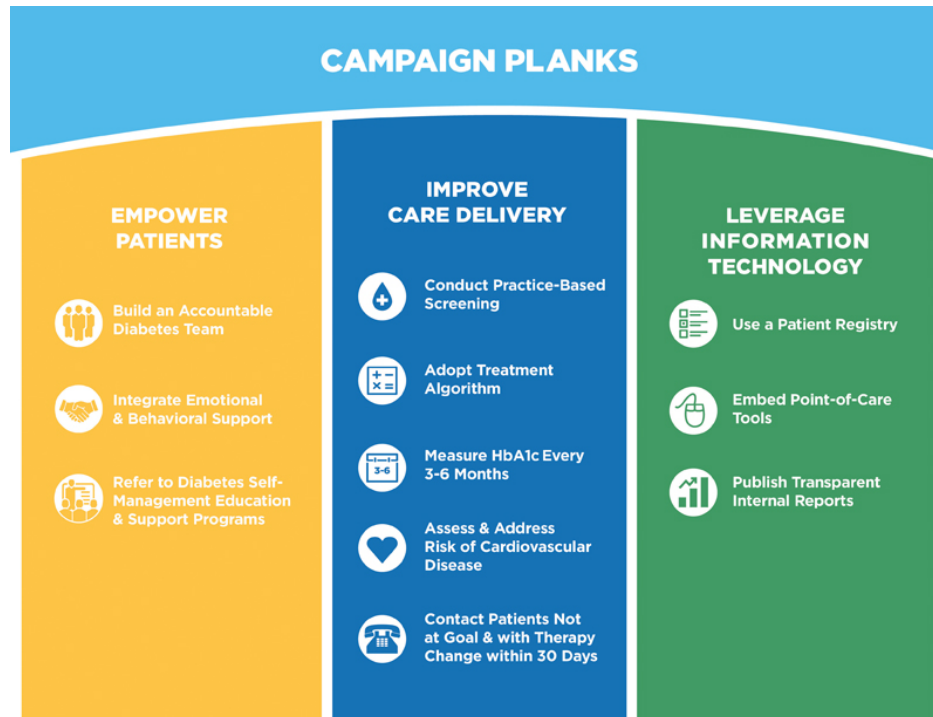 CAMPAIGN PLANKS
EMPOWER
PATIENTS
Build an Accountable
Diabetes Team
Integrate Emotional
& Behavioral Support
Refer to Diabetes Self-
Management Education
& Support Programs
IMPROVE
CARE DELIVERY
Conduct Practice-Based
Screening
Adopt Treatment
Algorithm
3-6
Measure HbA1c Every
3-6 Months
Assess & Address
Risk of Cardiovascular
Disease
Contact Patients Not
at Goal & with Therapy
Change within 30 Days
LEVERAGE
INFORMATION
TECHNOLOGY
Use a Patient Registry
Embed Point-of-Care
Tools
Publish Transparent
Internal Reports